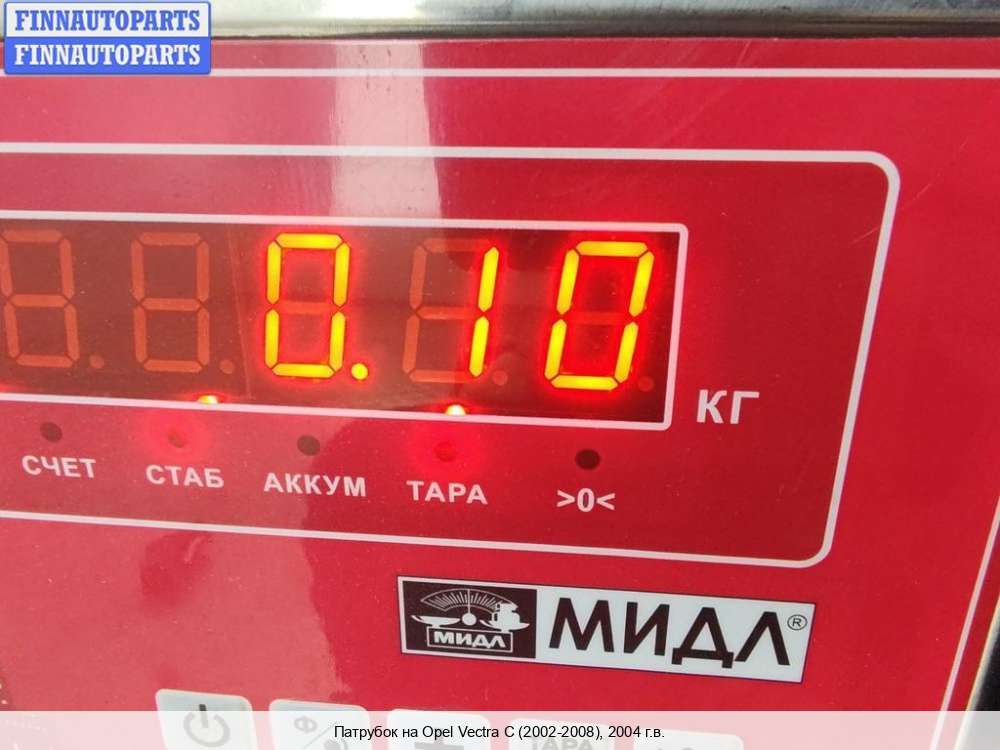 FINNAUTOPARTS
FINNAUTOPARTS
0.10
КГ
СЧЕТ СТАБ АККУМ ТАРА >0<
МИДЛ МИДЛ®
Ф
ТАРА
Патрубок на Opel Vectra C (2002-2008), 2004 г.в.